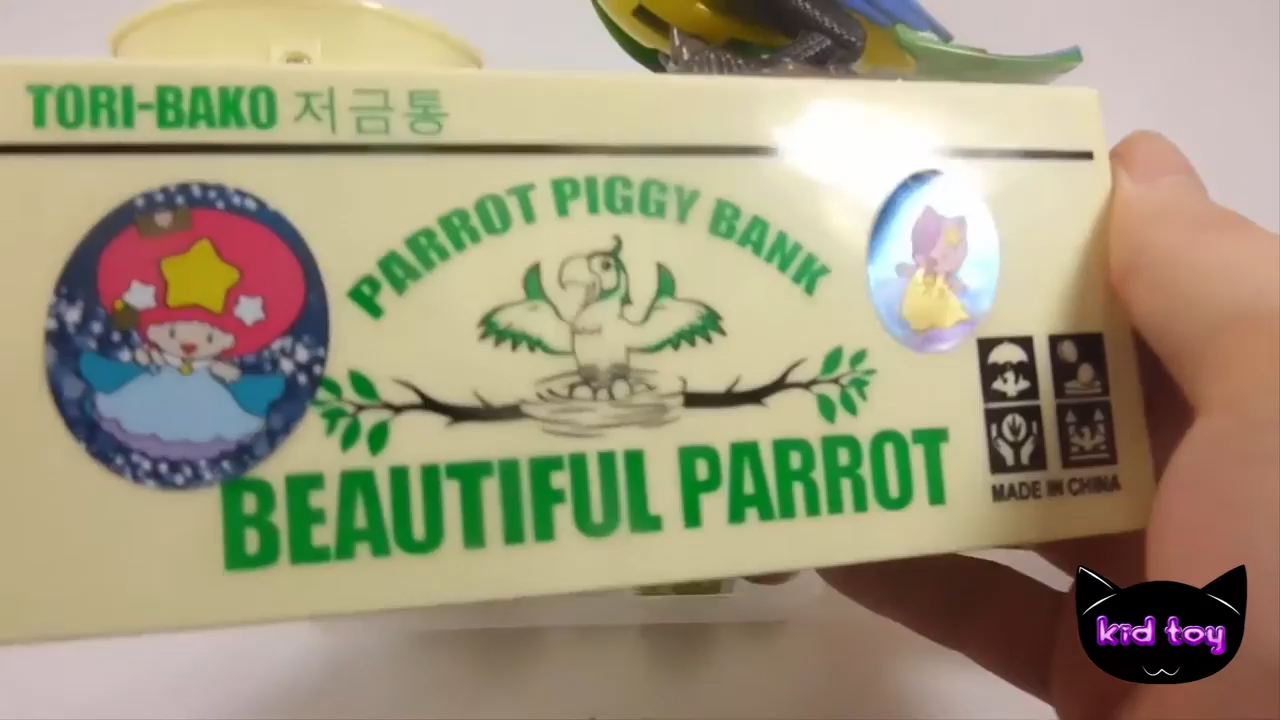 TORI-BAKO 저금통
PARROT PIGGY BANK
BEAUTIFUL PARROT
MADE IN CHINA
kid toy